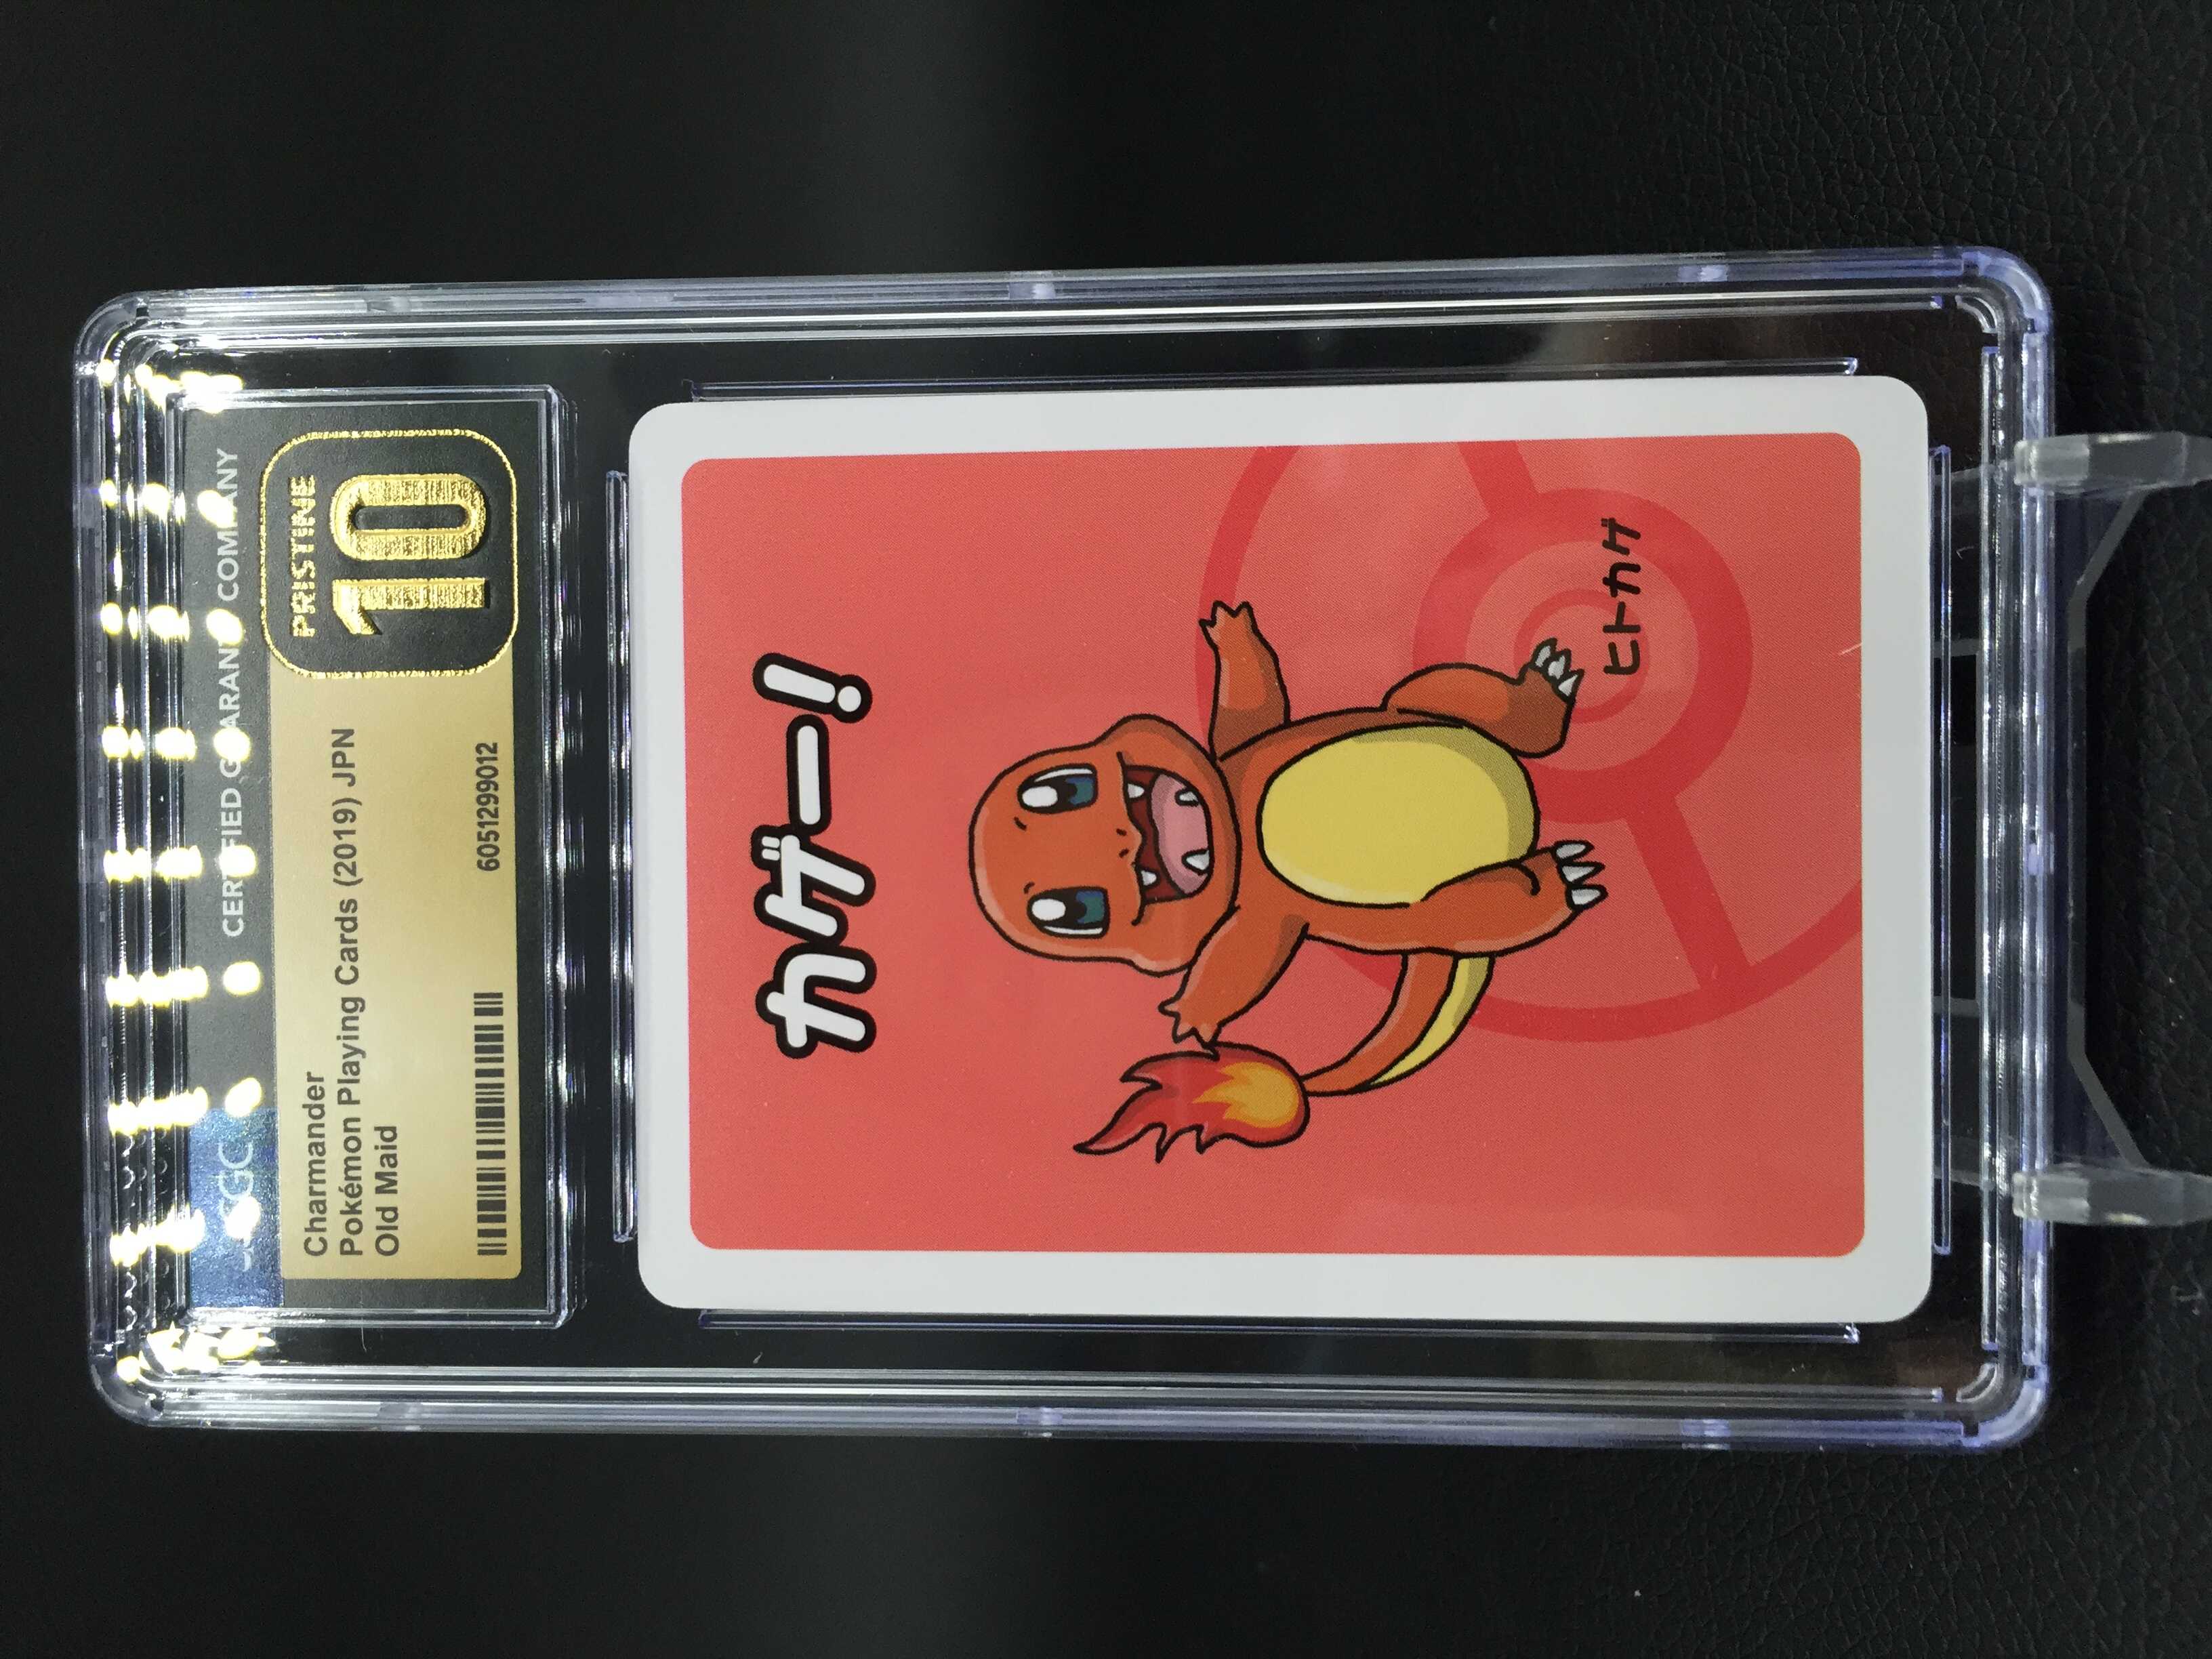 CGC CERTIFIED GUARANTY COMPANY
Charmander
Pokémon Playing Cards (2019) JPN
Old Maid
6051299012
PRISTINE
10
カゲー!
ヒトカゲ